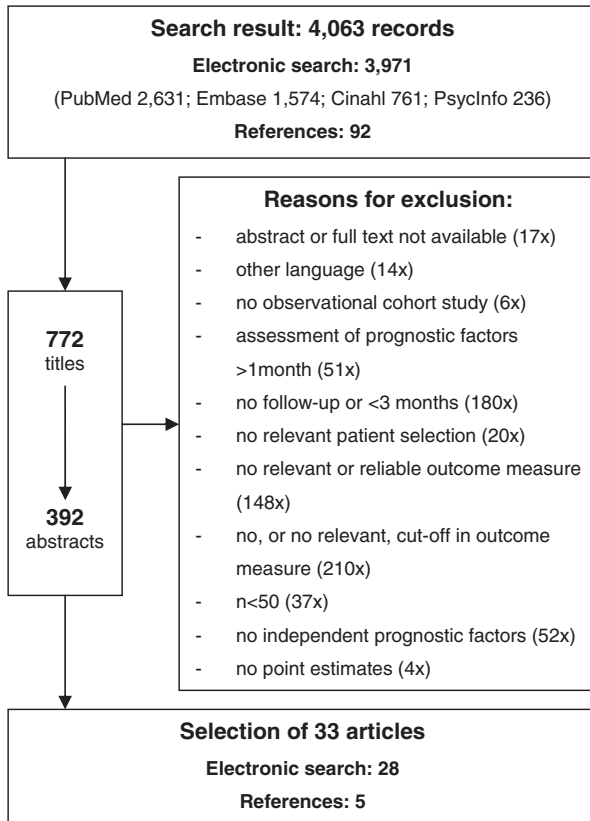 Search result: 4,063 records
Electronic search: 3,971
(PubMed 2,631; Embase 1,574; Cinahl 761; PsycInfo 236)
References: 92
772
titles
392
abstracts
Reasons for exclusion:
- abstract or full text not available (17x)
- other language (14x)
- no observational cohort study (6x)
- assessment of prognostic factors
>1month (51x)
- no follow-up or <3 months (180x)
- no relevant patient selection (20x)
- no relevant or reliable outcome measure
(148x)
- no, or no relevant, cut-off in outcome
measure (210x)
- n<50 (37x)
- no independent prognostic factors (52x)
- no point estimates (4x)
Selection of 33 articles
Electronic search: 28
References: 5